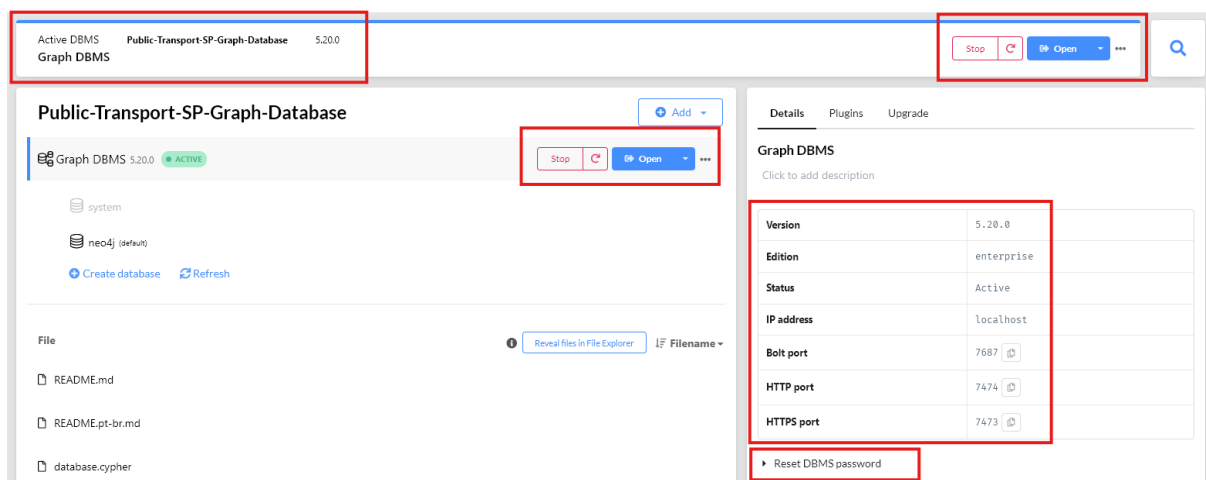 Active DBMS Public-Transport-SP-Graph-Database 5.20.0
Graph DBMS
Stop Open
Public-Transport-SP-Graph-Database
Add
Graph DBMS 5.20.0 ACTIVE
Stop Open
system
neo4j (default)
Create database Refresh
File
Reveal files in File Explorer Filename
README.md
README.pt-br.md
database.cypher
Details Plugins Upgrade
Graph DBMS
Click to add description
Version 5.20.0
Edition enterprise
Status Active
IP address localhost
Bolt port 7687
HTTP port 7474
HTTPS port 7473
Reset DBMS password